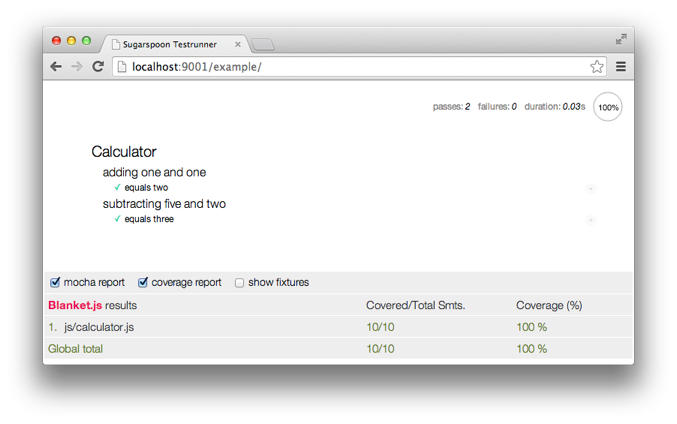 Sugarspoon Testrunner
localhost:9001/example/
passes: 2 failures: 0 duration: 0.03s 100%
Calculator
adding one and one
✓ equals two
subtracting five and two
✓ equals three
mocha report coverage report show fixtures
Blanket.js results Covered/Total Smts. Coverage (%)
1. js/calculator.js 10/10 100 %
Global total 10/10 100 %